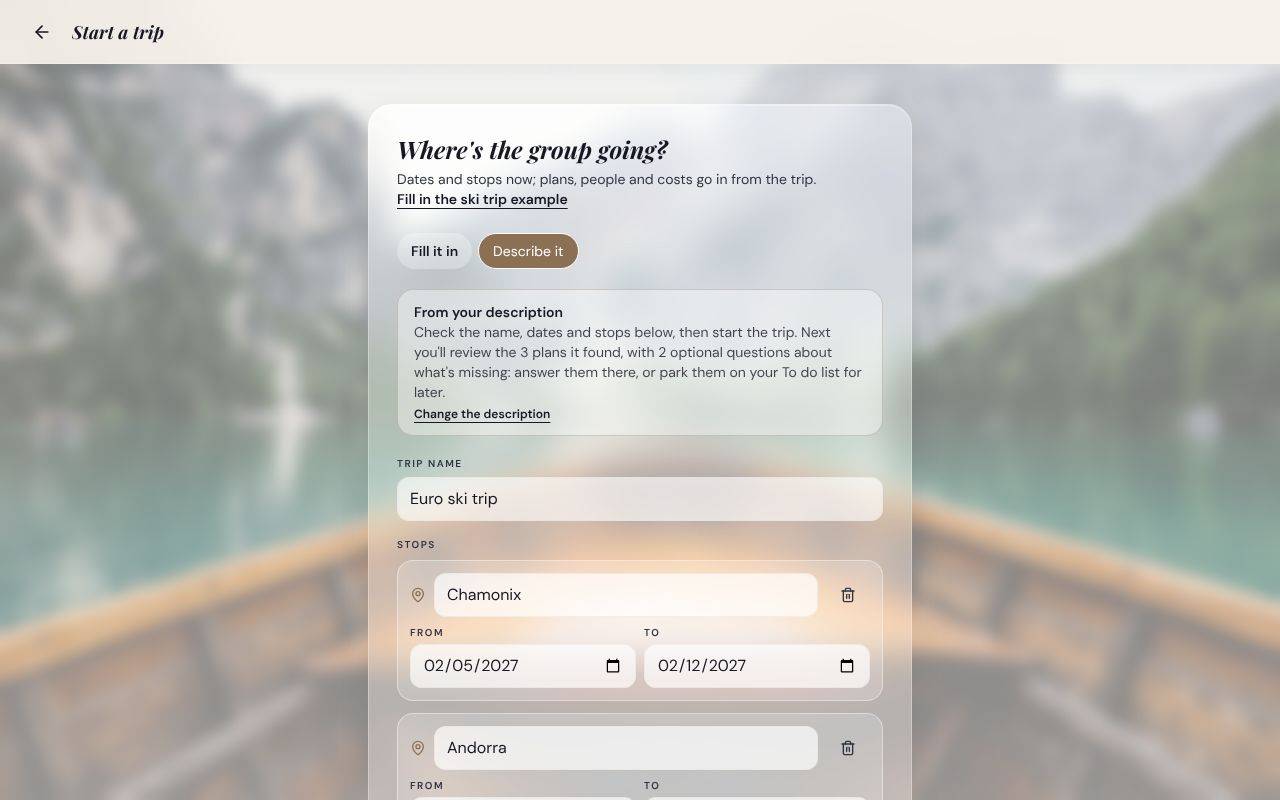 Start a trip
Where's the group going?
Dates and stops now; plans, people and costs go in from the trip.
Fill in the ski trip example
Fill it in
Describe it
From your description
Check the name, dates and stops below, then start the trip. Next
you'll review the 3 plans it found, with 2 optional questions about
what's missing: answer them there, or park them on your To do list for
later.
Change the description
TRIP NAME
Euro ski trip
STOPS
Chamonix
FROM TO
02/05/2027 02/12/2027
Andorra
FROM TO